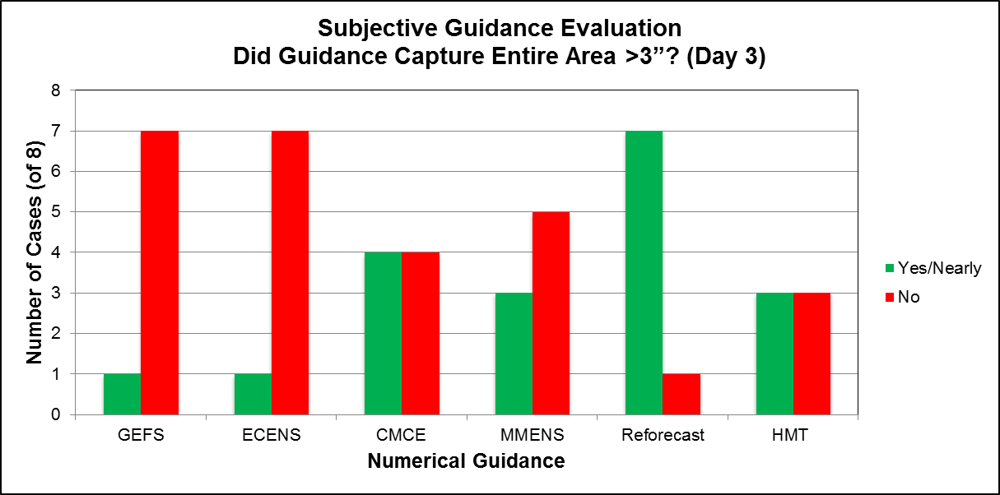 Subjective Guidance Evaluation
Did Guidance Capture Entire Area >3”? (Day 3)
Number of Cases (of 8)
8
7
6
5
4
3
2
1
0
GEFS
ECENS
CMCE
MMENS
Reforecast
HMT
Numerical Guidance
Yes/Nearly
No